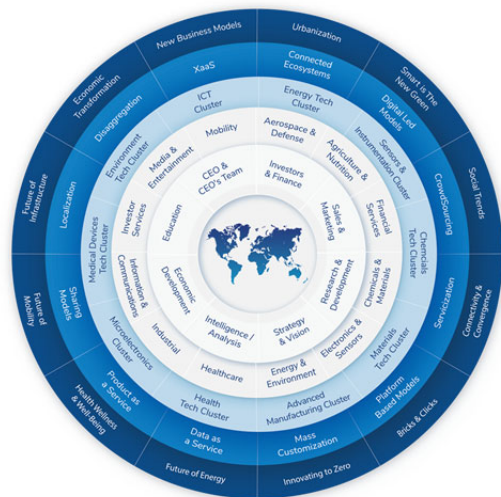 New Business Models
Urbanization
Smart is The
New Green
Social Trends
Connectivity &
Convergence
Bricks & Clicks
Innovating to Zero
Future of Energy
Health Wellness
& Well-Being
Future of
Mobility
Future of
Infrastructure
Economic
Transformation
XaaS
Connected
Ecosystems
Digital Led
Models
CrowdSourcing
Servicization
Platform
Based Models
Mass
Customization
Data as
a Service
Product as
a Service
Sharing
Models
Localization
Disaggregation
ICT
Cluster
Energy Tech
Cluster
Sensors &
Instrumentation Cluster
Chemcials
Tech Cluster
Materials
Tech Cluster
Advanced
Manufacturing Cluster
Health
Tech Cluster
Microelectronics
Cluster
Medical Devices
Tech Cluster
Environment
Tech Cluster
Mobility
Aerospace &
Defense
Agriculture &
Nutrition
Financial
Services
Chemicals &
Materials
Electronics &
Sensors
Energy &
Environment
Healthcare
Industrial
Information &
Communications
Investor
Services
Media &
Entertainment
CEO &
CEO's Team
Investors
& Finance
Sales &
Marketing
Research &
Development
Strategy
& Vision
Intelligence /
Analysis
Economic
Development
Education